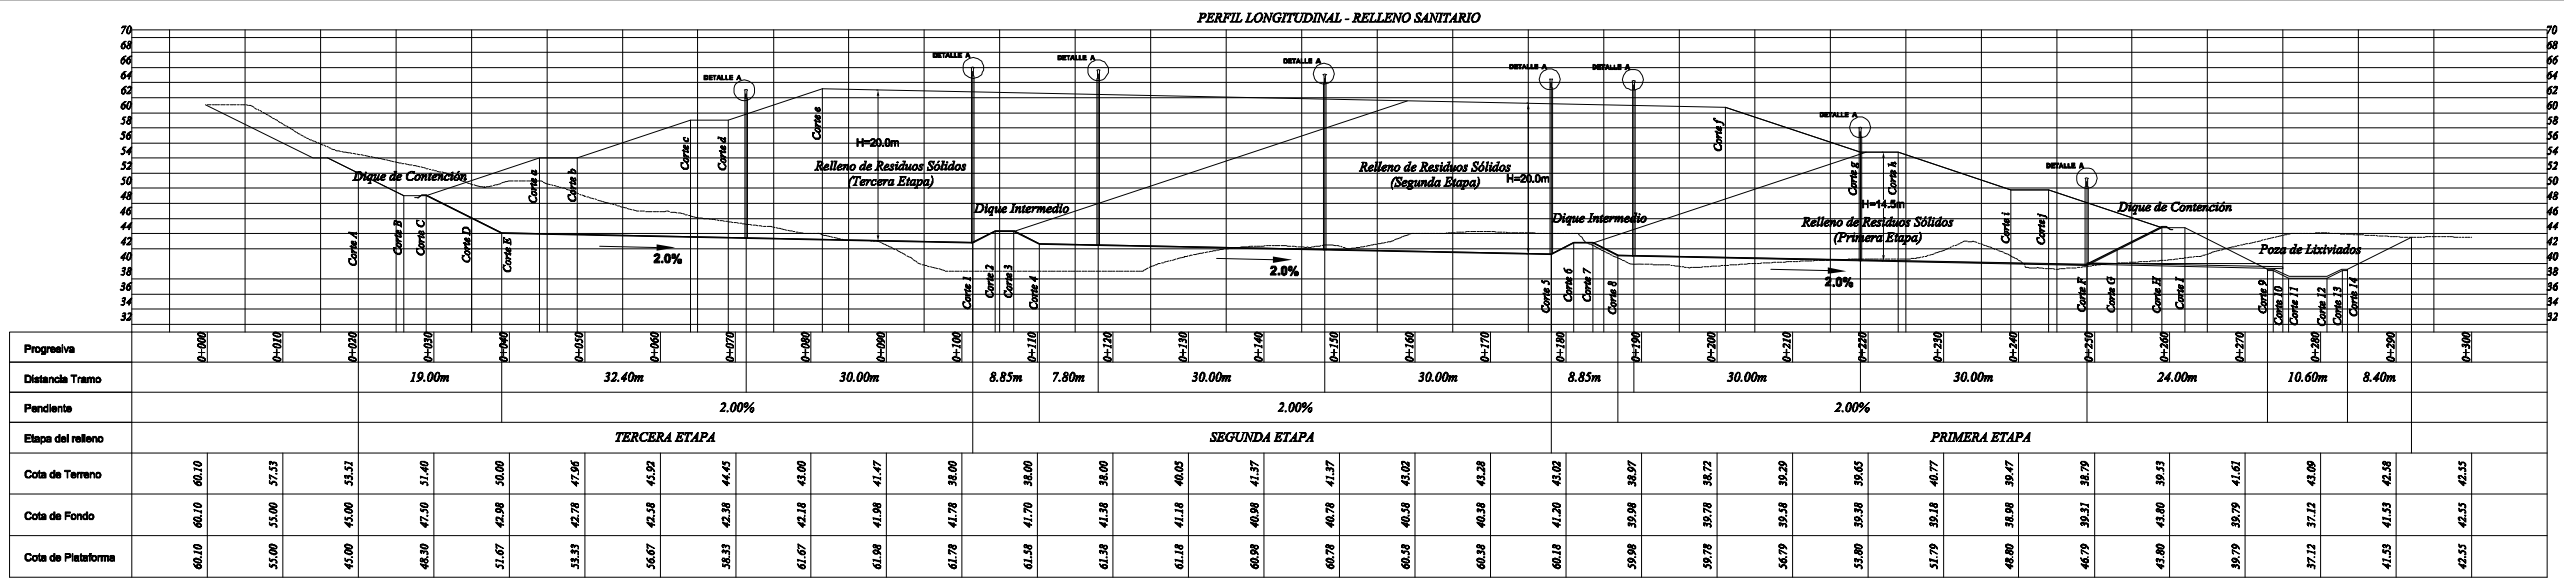 PERFIL LONGITUDINAL - RELLENO SANITARIO
70 70
68 68
66 66
64 64
62 62
60 60
58 58
56 56
54 54
52 52
50 50
48 48
46 46
44 44
42 42
40 40
38 38
36 36
34 34
32 32
DETALLE A
DETALLE A
DETALLE A
DETALLE A
DETALLE A
DETALLE A
DETALLE A
DETALLE A
Dique de Contención
H=20.0m
Relleno de Residuos Sólidos
(Tercera Etapa)
Dique Intermedio
Relleno de Residuos Sólidos
(Segunda Etapa)
H=20.0m
Dique Intermedio
H=14.5m
Relleno de Residuos Sólidos
(Primera Etapa)
Dique de Contención
Poza de Lixiviados
2.0%
2.0%
2.0%
Corte A
Corte B
Corte C
Corte D
Corte E
Corte a
Corte b
Corte c
Corte d
Corte e
Corte 1
Corte 2
Corte 3
Corte 4
Corte 5
Corte 6
Corte 7
Corte 8
Corte f
Corte g
Corte h
Corte i
Corte j
Corte F
Corte G
Corte H
Corte I
Corte 9
Corte 10
Corte 11
Corte 12
Corte 13
Corte 14
Progresiva 0+000 0+010 0+020 0+030 0+040 0+050 0+060 0+070 0+080 0+090 0+100 0+110 0+120 0+130 0+140 0+150 0+160 0+170 0+180 0+190 0+200 0+210 0+220 0+230 0+240 0+250 0+260 0+270 0+280 0+290 0+300
Distancia Tramo 19.00m 32.40m 30.00m 8.85m 7.80m 30.00m 30.00m 8.85m 30.00m 30.00m 24.00m 10.60m 8.40m
Pendiente 2.00% 2.00% 2.00%
Etapa del relleno TERCERA ETAPA SEGUNDA ETAPA PRIMERA ETAPA
Cota de Terreno 60.10 57.53 53.51 51.40 50.00 47.96 45.92 44.45 43.00 41.47 38.00 38.00 38.00 40.05 41.37 41.37 43.02 43.28 43.02 38.97 38.72 39.29 39.65 40.77 39.47 38.79 39.53 41.61 43.09 42.58 42.55
Cota de Fondo 60.10 55.00 45.00 47.50 42.98 42.78 42.58 42.38 42.18 41.98 41.78 41.70 41.38 41.18 40.98 40.78 40.58 40.38 41.20 39.98 39.78 39.58 39.38 39.18 38.98 39.31 43.80 39.79 37.12 41.53 42.55
Cota de Plataforma 60.10 55.00 45.00 48.30 51.67 53.33 56.67 58.33 61.67 61.98 61.78 61.58 61.38 61.18 60.98 60.78 60.58 60.38 60.18 59.98 59.78 56.79 53.80 51.79 48.80 46.79 43.80 39.79 37.12 41.53 42.55